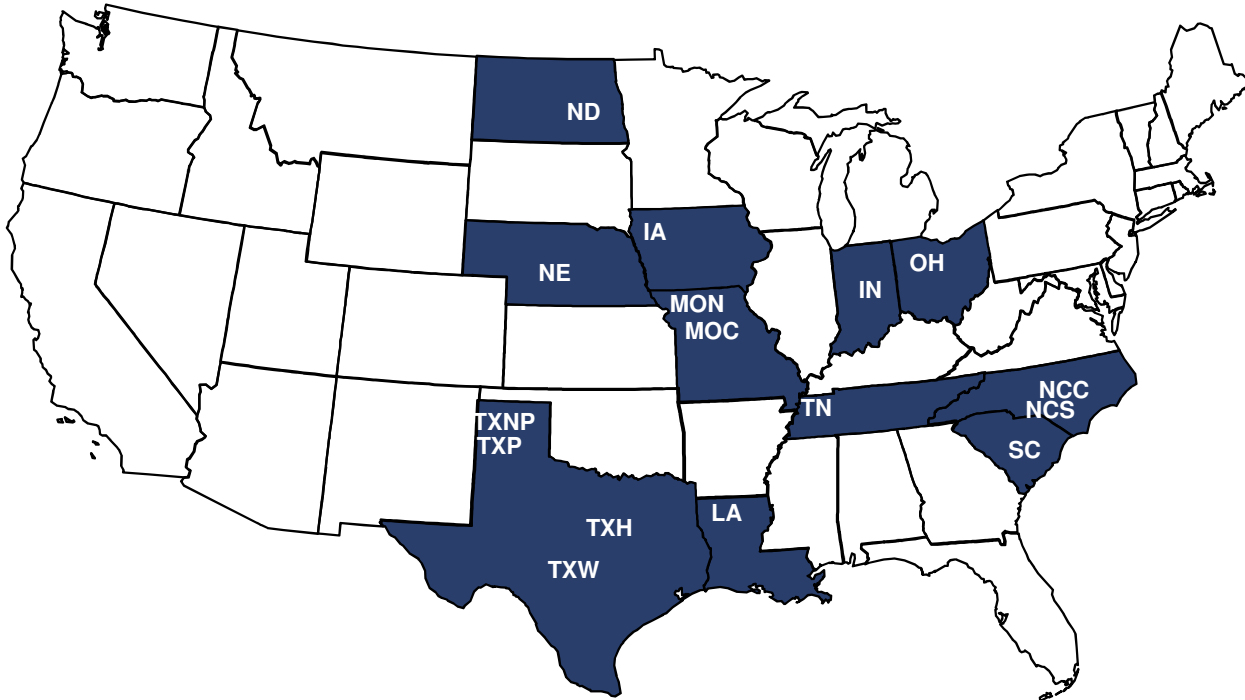 ND
IA
OH
NE
IN
MON
MOC
NCC
TN
NCS
TXNP
TXP
SC
LA
TXH
TXW